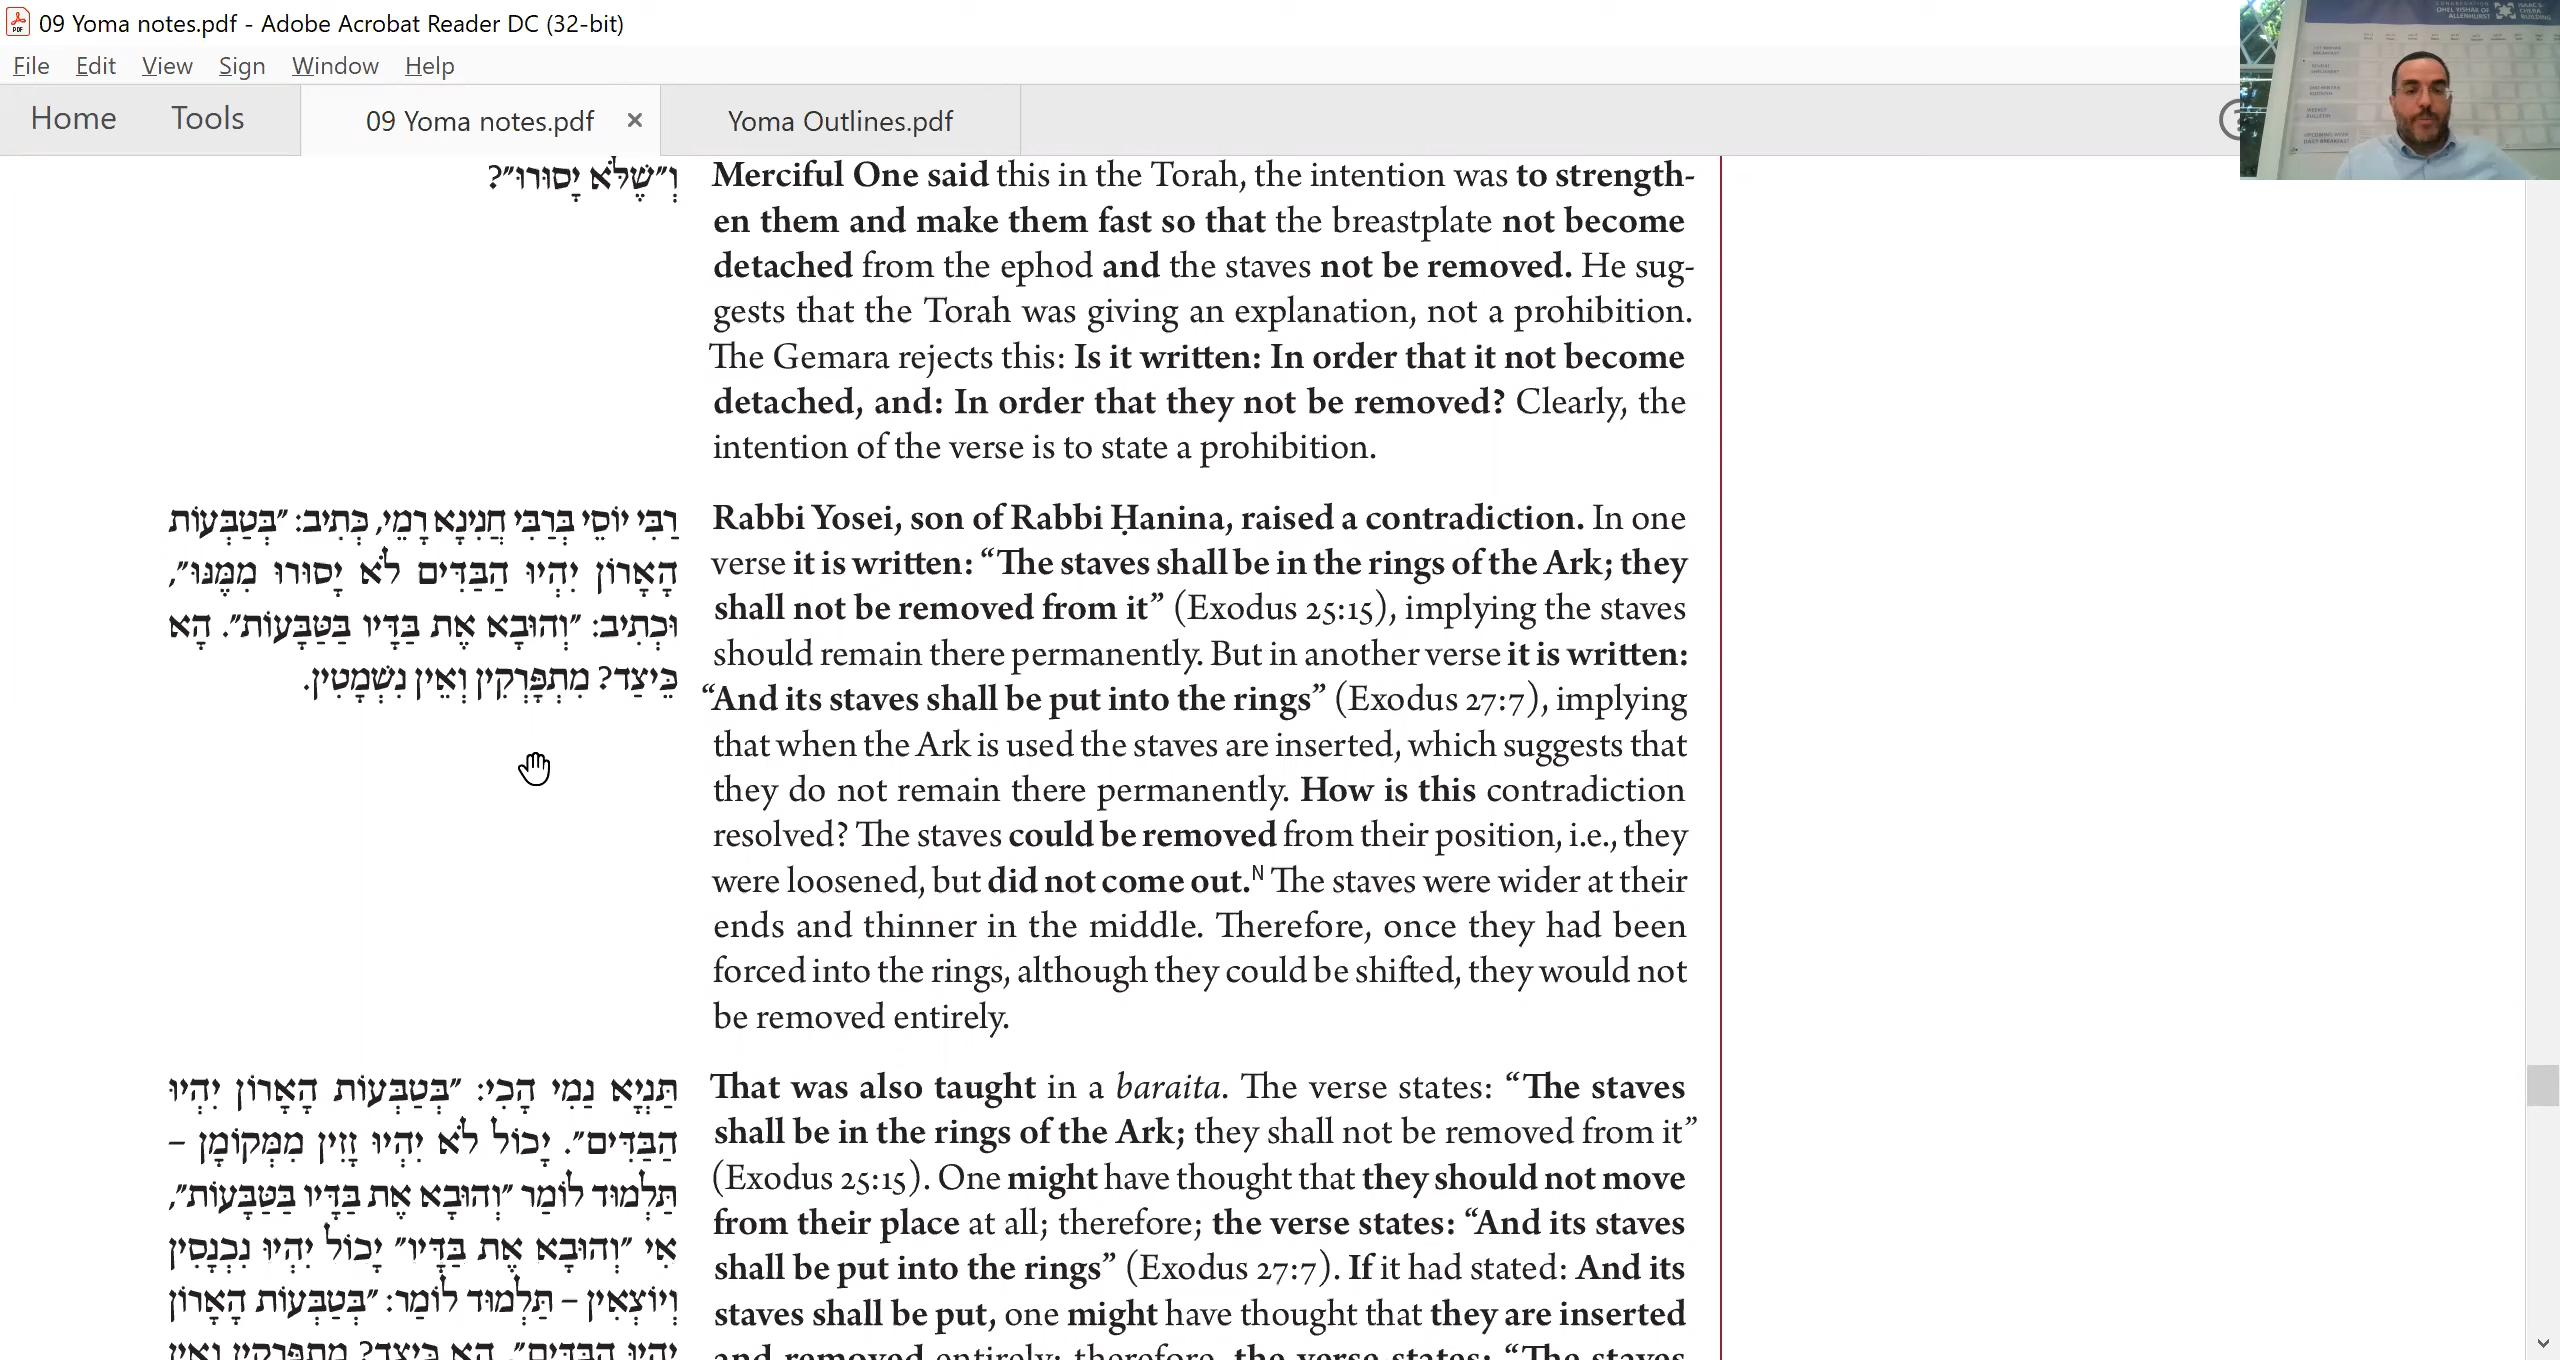 09 Yoma notes.pdf - Adobe Acrobat Reader DC (32-bit)
File Edit View Sign Window Help
Home Tools 09 Yoma notes.pdf × Yoma Outlines.pdf
וְ״שֶׁלֹּא יָסוּרוּ״?
Merciful One said this in the Torah, the intention was to strength-
en them and make them fast so that the breastplate not become
detached from the ephod and the staves not be removed. He sug-
gests that the Torah was giving an explanation, not a prohibition.
The Gemara rejects this: Is it written: In order that it not become
detached, and: In order that they not be removed? Clearly, the
intention of the verse is to state a prohibition.
רַבִּי יוֹסֵי בְּרַבִּי חֲנִינָא רָמֵי, כְּתִיב: ״בְּטַבְּעוֹת
הָאָרוֹן יִהְיוּ הַבַּדִּים לֹא יָסוּרוּ מִמֶּנּוּ״,
וּכְתִיב: ״וְהוּבָא אֶת בַּדָּיו בַּטַּבָּעוֹת״. הָא
כֵּיצַד? מִתְפָּרְקִין וְאֵין נִשְׁמָטִין.
Rabbi Yosei, son of Rabbi Ḥanina, raised a contradiction. In one
verse it is written: “The staves shall be in the rings of the Ark; they
shall not be removed from it” (Exodus 25:15), implying the staves
should remain there permanently. But in another verse it is written:
“And its staves shall be put into the rings” (Exodus 27:7), implying
that when the Ark is used the staves are inserted, which suggests that
they do not remain there permanently. How is this contradiction
resolved? The staves could be removed from their position, i.e., they
were loosened, but did not come out.N The staves were wider at their
ends and thinner in the middle. Therefore, once they had been
forced into the rings, although they could be shifted, they would not
be removed entirely.
תַּנְיָא נַמִי הָכִי: ״בְּטַבְּעוֹת הָאָרוֹן יִהְיוּ
הַבַּדִּים״. יָכוֹל לֹא יִהְיוּ זָזִין מִמְּקוֹמָן –
תַּלְמוּד לוֹמַר ״וְהוּבָא אֶת בַּדָּיו בַּטַּבָּעוֹת״,
אִי ״וְהוּבָא אֶת בַּדָּיו״ יָכוֹל יִהְיוּ נִכְנָסִין
וְיוֹצְאִין – תַּלְמוּד לוֹמַר: ״בְּטַבְּעוֹת הָאָרוֹן
יִהְיוּ הַבַּדִּים״. הָא כֵּיצַד? מִתְפָּרְקִין וְאֵין
That was also taught in a baraita. The verse states: “The staves
shall be in the rings of the Ark; they shall not be removed from it”
(Exodus 25:15). One might have thought that they should not move
from their place at all; therefore; the verse states: “And its staves
shall be put into the rings” (Exodus 27:7). If it had stated: And its
staves shall be put, one might have thought that they are inserted
and removed entirely; therefore, the verse states: “The staves